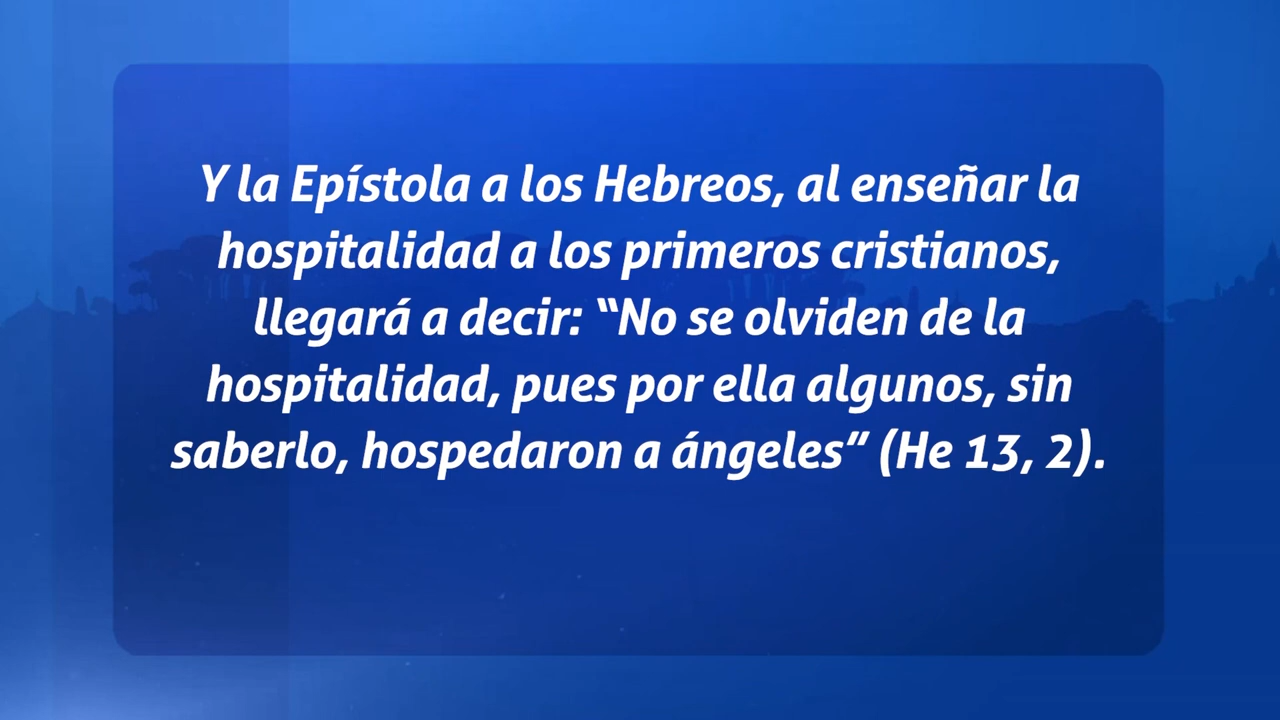 Y la Epístola a los Hebreos, al enseñar la
hospitalidad a los primeros cristianos,
llegará a decir: “No se olviden de la
hospitalidad, pues por ella algunos, sin
saberlo, hospedaron a ángeles” (He 13, 2).